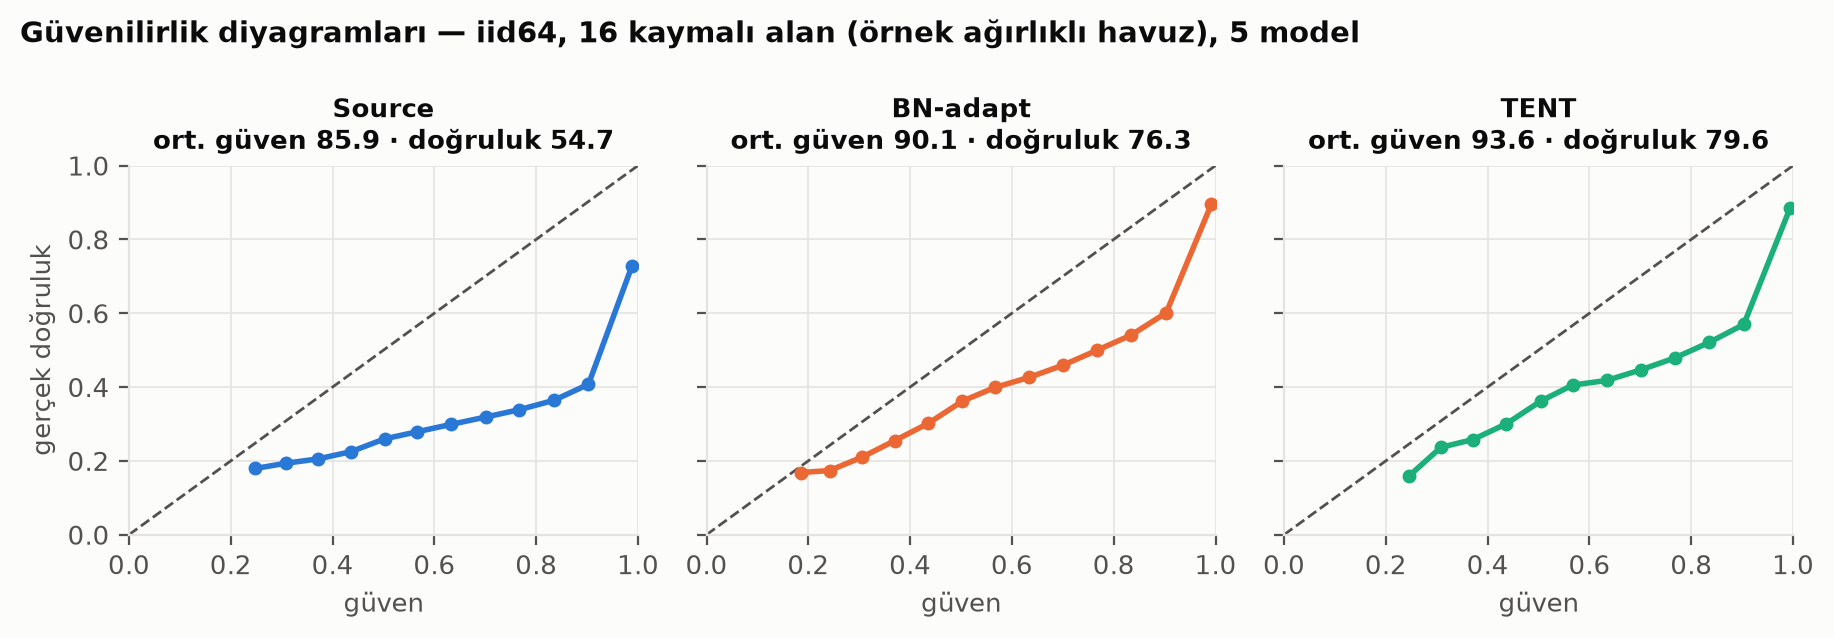 Güvenilirlik diyagramları — iid64, 16 kaymalı alan (örnek ağırlıklı havuz), 5 model
Source
ort. güven 85.9 · doğruluk 54.7
BN-adapt
ort. güven 90.1 · doğruluk 76.3
TENT
ort. güven 93.6 · doğruluk 79.6
gerçek doğruluk
1.0
0.8
0.6
0.4
0.2
0.0
0.0 0.2 0.4 0.6 0.8 1.0
0.0 0.2 0.4 0.6 0.8 1.0
0.0 0.2 0.4 0.6 0.8 1.0
güven
güven
güven